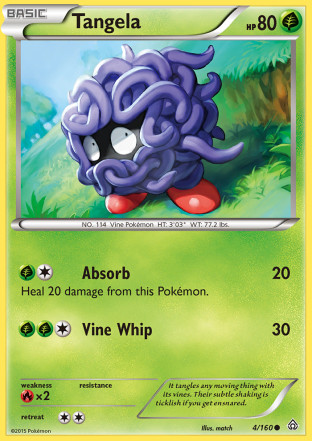 BASIC
Tangela
HP80
NO. 114 Vine Pokémon HT: 3'03" WT: 77.2 lbs.
Absorb 20
Heal 20 damage from this Pokémon.
Vine Whip 30
weakness resistance
×2
It tangles any moving thing with
its vines. Their subtle shaking is
ticklish if you get ensnared.
retreat
©2015 Pokémon Illus. match 4/160